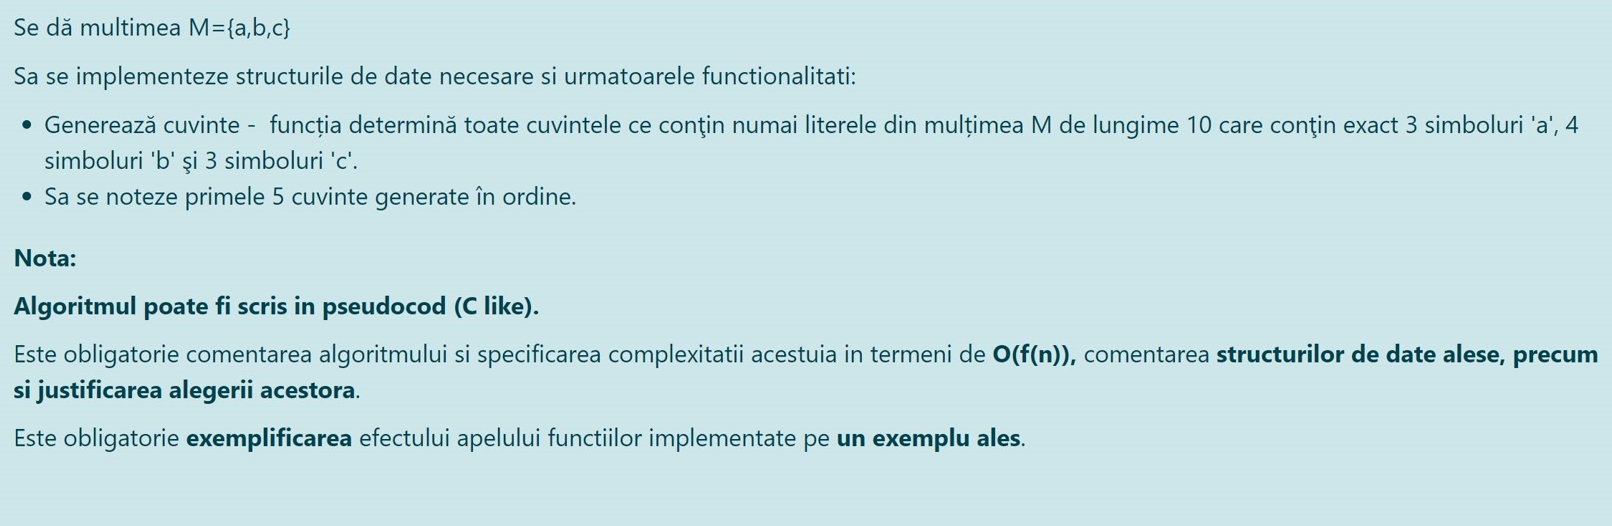 Se dă multimea M={a,b,c}
Sa se implementeze structurile de date necesare si urmatoarele functionalitati:
• Generează cuvinte - funcția determină toate cuvintele ce conţin numai literele din mulțimea M de lungime 10 care conţin exact 3 simboluri 'a', 4
simboluri 'b' şi 3 simboluri 'c'.
• Sa se noteze primele 5 cuvinte generate în ordine.
Nota:
Algoritmul poate fi scris in pseudocod (C like).
Este obligatorie comentarea algoritmului si specificarea complexitatii acestuia in termeni de O(f(n)), comentarea structurilor de date alese, precum
si justificarea alegerii acestora.
Este obligatorie exemplificarea efectului apelului functiilor implementate pe un exemplu ales.